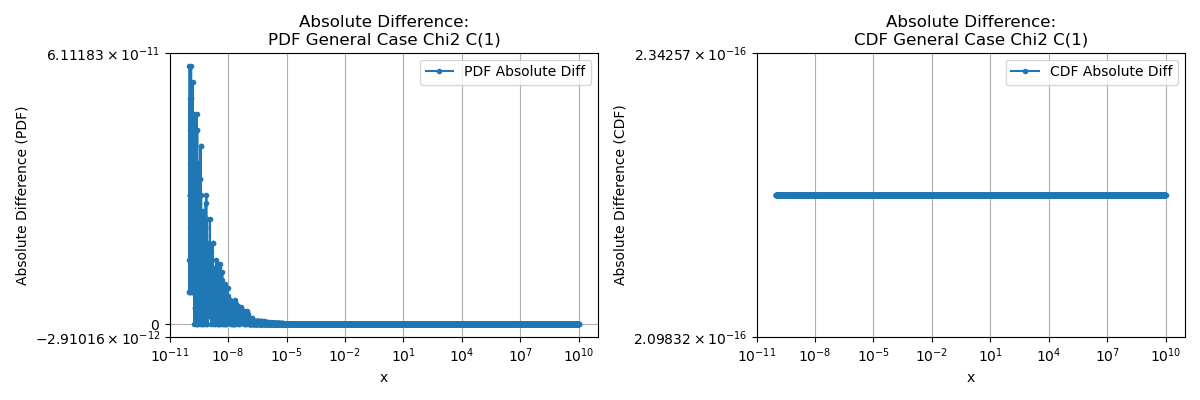 Absolute Difference:
PDF General Case Chi2 C(1)
6.11183 × 10⁻¹¹
PDF Absolute Diff
Absolute Difference (PDF)
0
−2.91016 × 10⁻¹²
10⁻¹¹ 10⁻⁸ 10⁻⁵ 10⁻² 10¹ 10⁴ 10⁷ 10¹⁰
x
Absolute Difference:
CDF General Case Chi2 C(1)
2.34257 × 10⁻¹⁶
CDF Absolute Diff
Absolute Difference (CDF)
2.09832 × 10⁻¹⁶
10⁻¹¹ 10⁻⁸ 10⁻⁵ 10⁻² 10¹ 10⁴ 10⁷ 10¹⁰
x